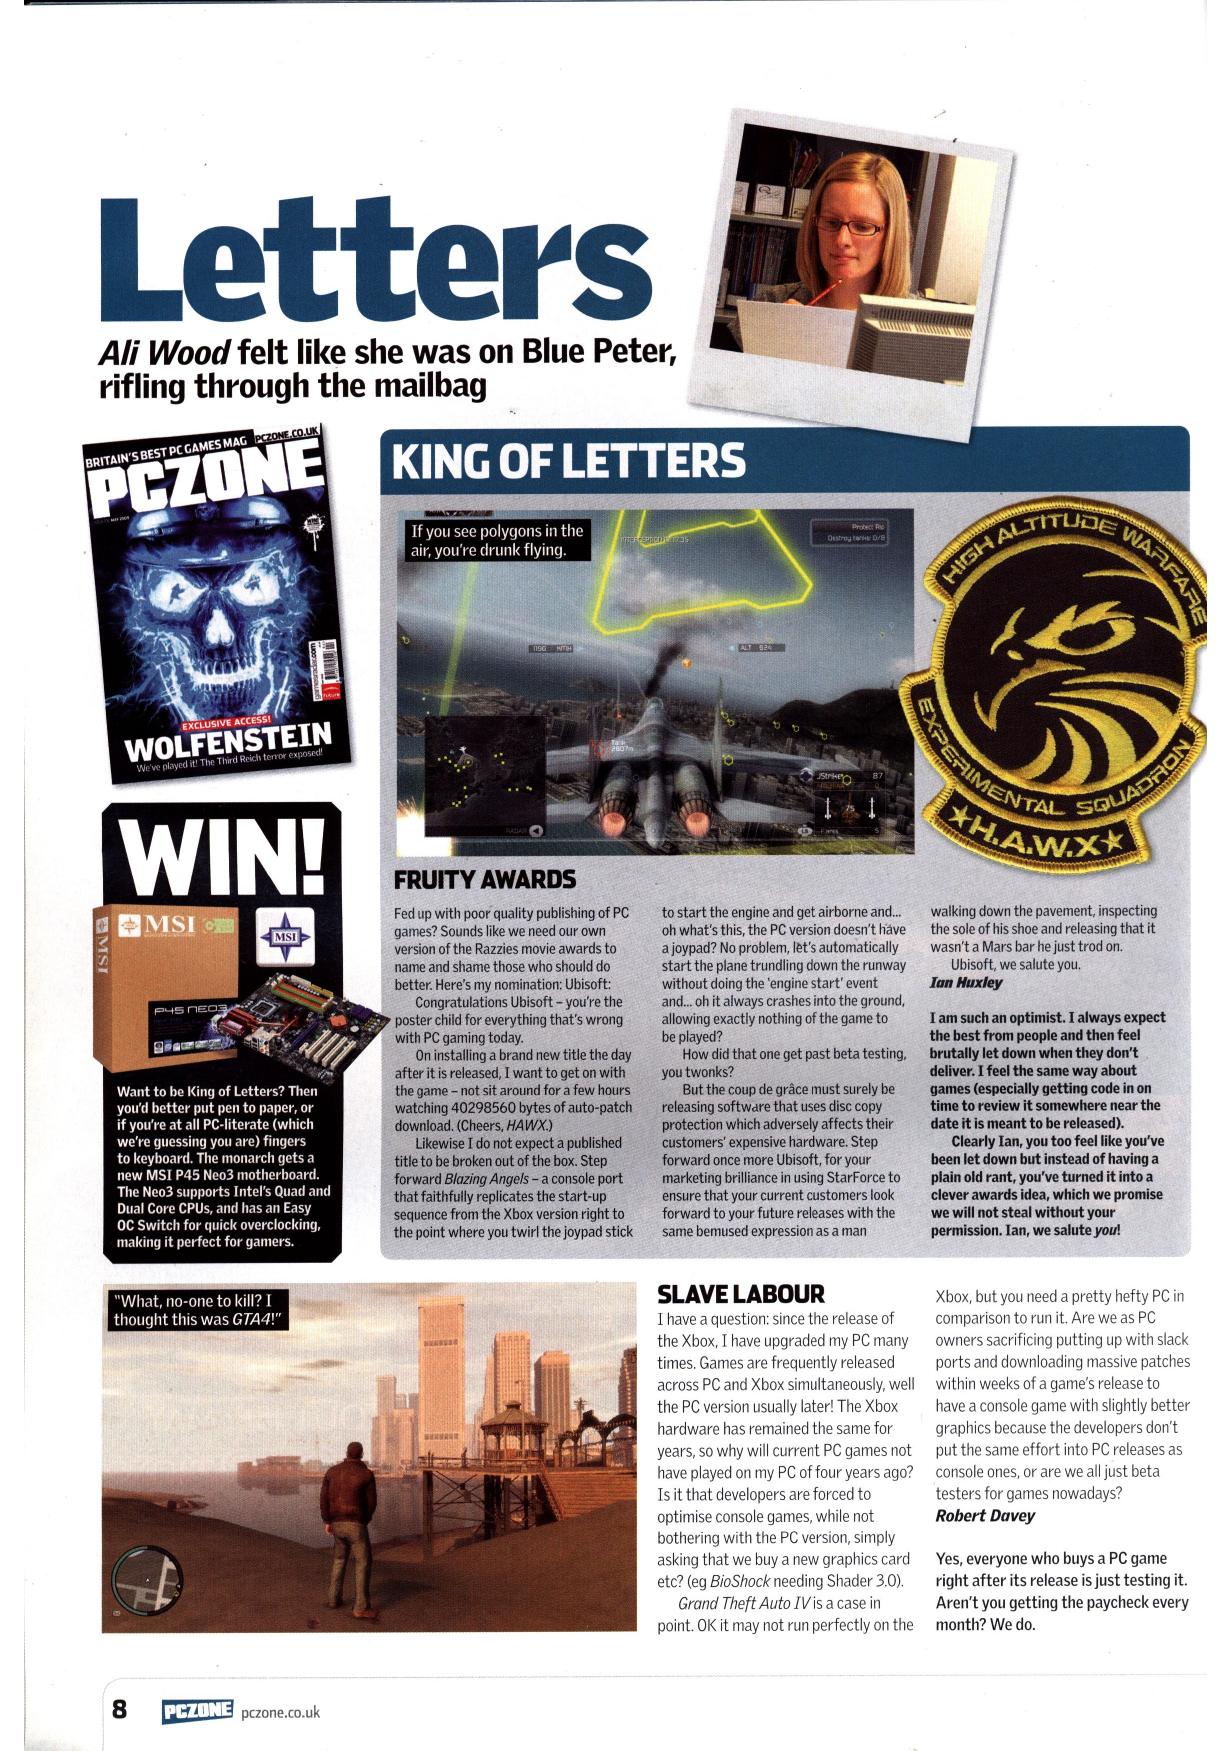 Letters
Ali Wood felt like she was on Blue Peter,
rifling through the mailbag
BRITAIN'S BEST PC GAMES MAG PCZONE.CO.UK
PCZONE
EXCLUSIVE ACCESS!
WOLFENSTEIN
We've played it! The Third Reich terror exposed!
gamesradar.com
WIN!
MSI
MSI
MSI
P45 NEO3
Want to be King of Letters? Then
you'd better put pen to paper, or
if you're at all PC-literate (which
we're guessing you are) fingers
to keyboard. The monarch gets a
new MSI P45 Neo3 motherboard.
The Neo3 supports Intel's Quad and
Dual Core CPUs, and has an Easy
OC Switch for quick overclocking,
making it perfect for gamers.
KING OF LETTERS
If you see polygons in the
air, you're drunk flying.
Destroy tanks: 0/8
ALT 924
RADAR
JStrike 87
HIGH ALTITUDE WARFARE
EXPERIMENTAL SQUADRON
H.A.W.X
FRUITY AWARDS
Fed up with poor quality publishing of PC
games? Sounds like we need our own
version of the Razzies movie awards to
name and shame those who should do
better. Here's my nomination: Ubisoft:
Congratulations Ubisoft – you're the
poster child for everything that's wrong
with PC gaming today.
On installing a brand new title the day
after it is released, I want to get on with
the game – not sit around for a few hours
watching 40298560 bytes of auto-patch
download. (Cheers, HAWX.)
Likewise I do not expect a published
title to be broken out of the box. Step
forward Blazing Angels – a console port
that faithfully replicates the start-up
sequence from the Xbox version right to
the point where you twirl the joypad stick
to start the engine and get airborne and...
oh what's this, the PC version doesn't have
a joypad? No problem, let's automatically
start the plane trundling down the runway
without doing the 'engine start' event
and... oh it always crashes into the ground,
allowing exactly nothing of the game to
be played?
How did that one get past beta testing,
you twonks?
But the coup de grâce must surely be
releasing software that uses disc copy
protection which adversely affects their
customers' expensive hardware. Step
forward once more Ubisoft, for your
marketing brilliance in using StarForce to
ensure that your current customers look
forward to your future releases with the
same bemused expression as a man
walking down the pavement, inspecting
the sole of his shoe and releasing that it
wasn't a Mars bar he just trod on.
Ubisoft, we salute you.
Ian Huxley
I am such an optimist. I always expect
the best from people and then feel
brutally let down when they don't
deliver. I feel the same way about
games (especially getting code in on
time to review it somewhere near the
date it is meant to be released).
Clearly Ian, you too feel like you've
been let down but instead of having a
plain old rant, you've turned it into a
clever awards idea, which we promise
we will not steal without your
permission. Ian, we salute you!
"What, no-one to kill? I
thought this was GTA4!"
SLAVE LABOUR
I have a question: since the release of
the Xbox, I have upgraded my PC many
times. Games are frequently released
across PC and Xbox simultaneously, well
the PC version usually later! The Xbox
hardware has remained the same for
years, so why will current PC games not
have played on my PC of four years ago?
Is it that developers are forced to
optimise console games, while not
bothering with the PC version, simply
asking that we buy a new graphics card
etc? (eg BioShock needing Shader 3.0).
Grand Theft Auto IV is a case in
point. OK it may not run perfectly on the
Xbox, but you need a pretty hefty PC in
comparison to run it. Are we as PC
owners sacrificing putting up with slack
ports and downloading massive patches
within weeks of a game's release to
have a console game with slightly better
graphics because the developers don't
put the same effort into PC releases as
console ones, or are we all just beta
testers for games nowadays?
Robert Davey
Yes, everyone who buys a PC game
right after its release is just testing it.
Aren't you getting the paycheck every
month? We do.
8 PCZONE pczone.co.uk